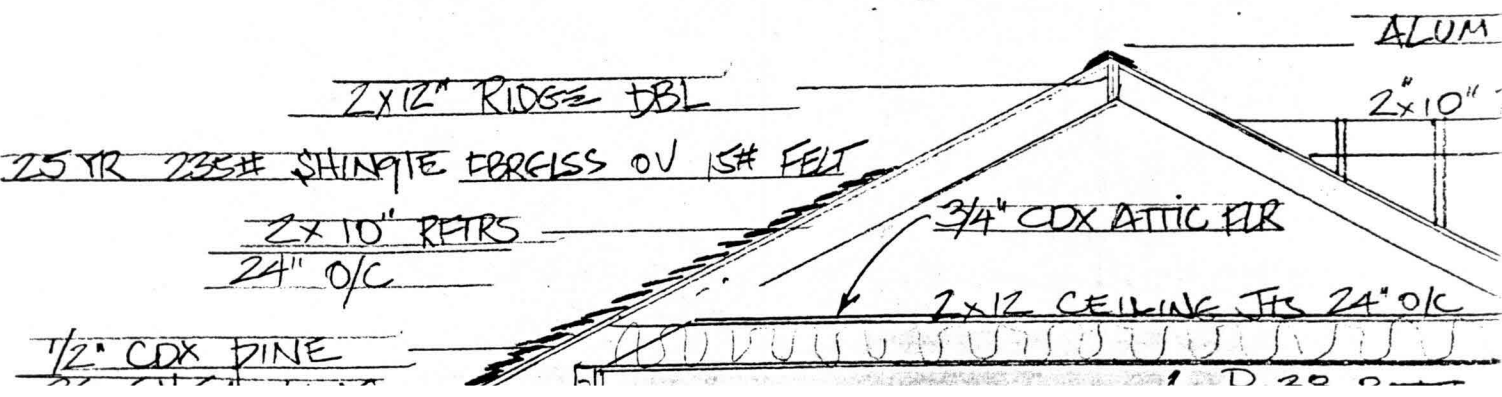 ALUM
2x12" RIDGE DBL
2"x10"
25 YR 235# SHINGLE FBRGLSS OV 15# FELT
2x10" RFTRS
24" O/C
3/4" CDX ATTIC FLR
2x12 CEILING JTS 24" O/C
1/2" CDX PINE